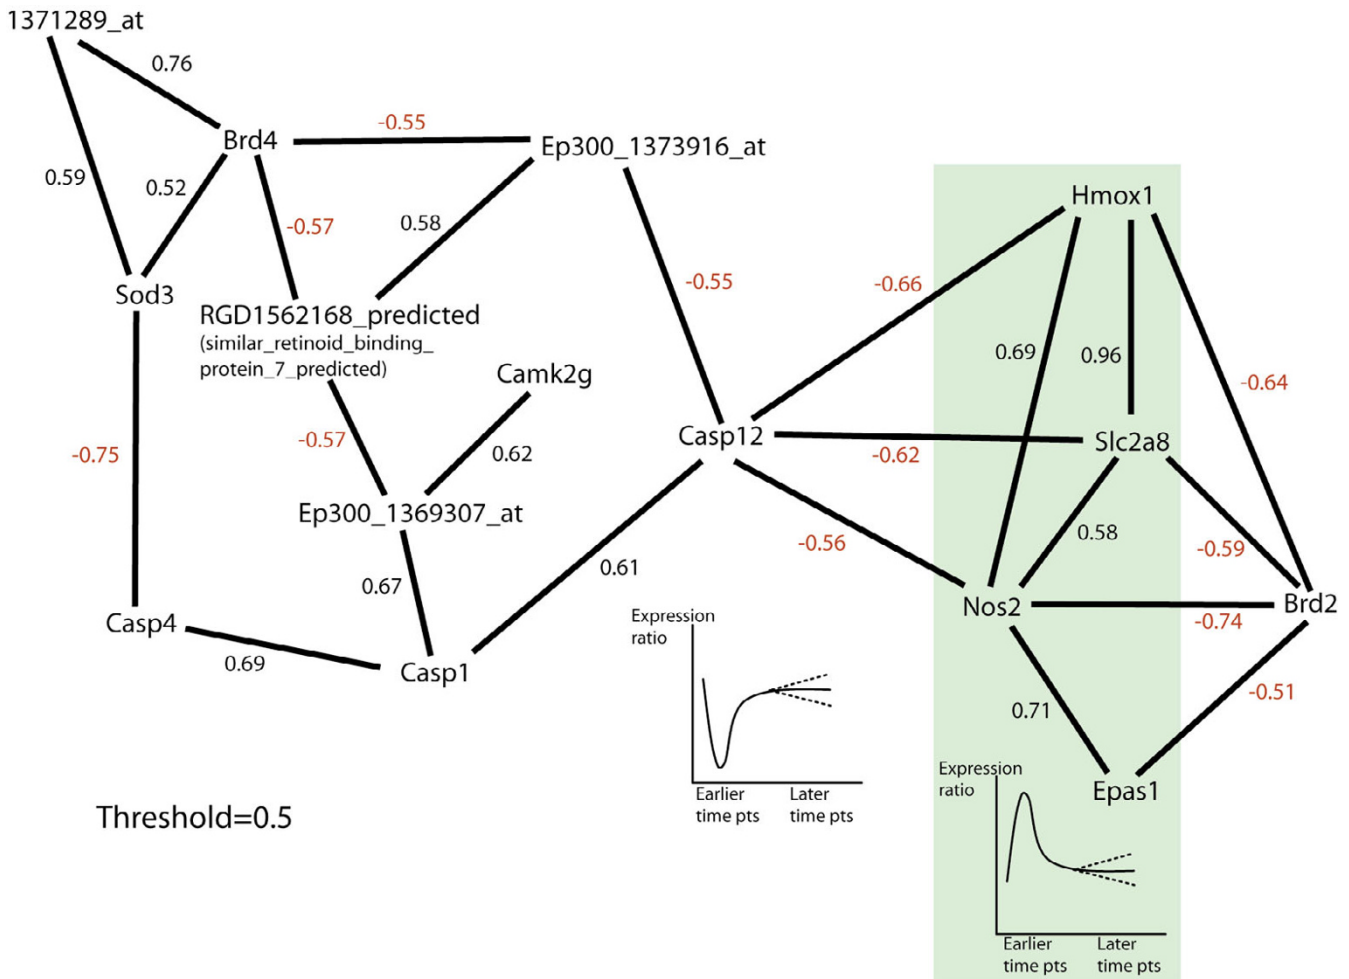 1371289_at
0.76
Brd4
-0.55
Ep300_1373916_at
0.59
0.52
-0.57
0.58
Hmox1
Sod3
-0.55
-0.66
RGD1562168_predicted
(similar_retinoid_binding_
protein_7_predicted)
0.69
0.96
-0.64
Camk2g
-0.75
-0.57
0.62
Casp12
-0.62
Slc2a8
Ep300_1369307_at
0.67
0.61
-0.56
0.58
-0.59
Casp4
0.69
Casp1
Nos2
-0.74
Brd2
Expression
ratio
Earlier
time pts
Later
time pts
0.71
-0.51
Epas1
Expression
ratio
Earlier
time pts
Later
time pts
Threshold=0.5